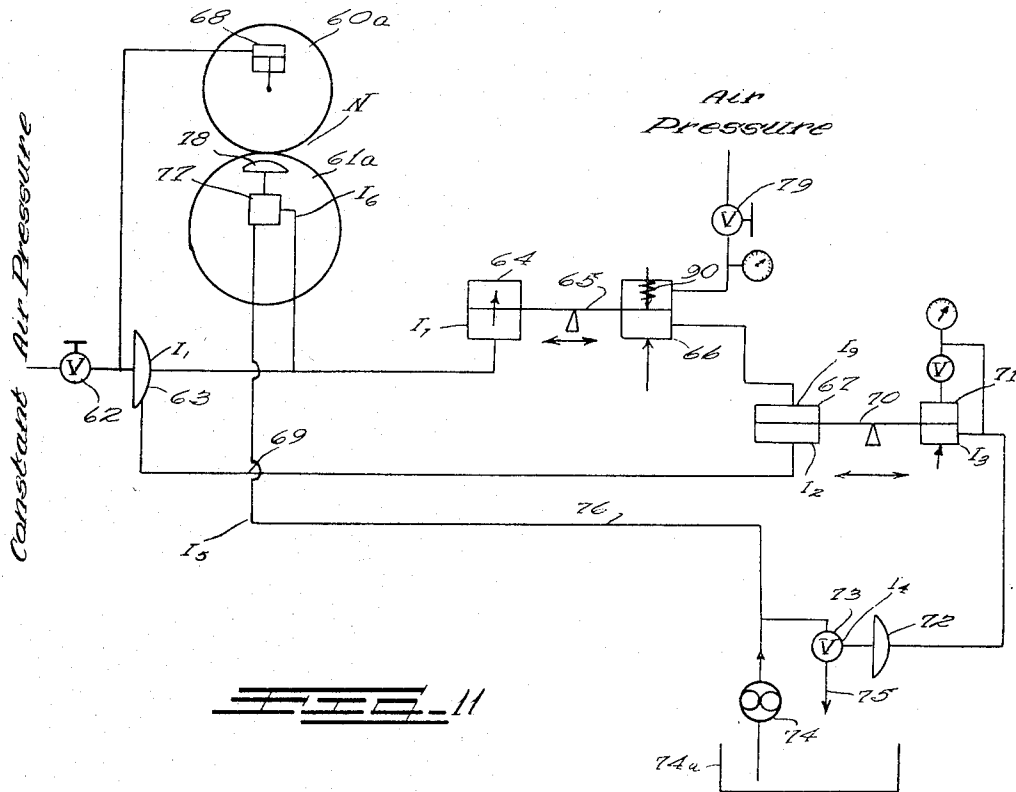 68
60a
N
78
61a
77
I6
Constant Air Pressure
Air
Pressure
79
64
65
90
I7
66
I1
62
63
I9
67
70
71
69
I2
I3
76
I5
73
I4
72
75
74
74a
V
V
V
V
FIG. 11